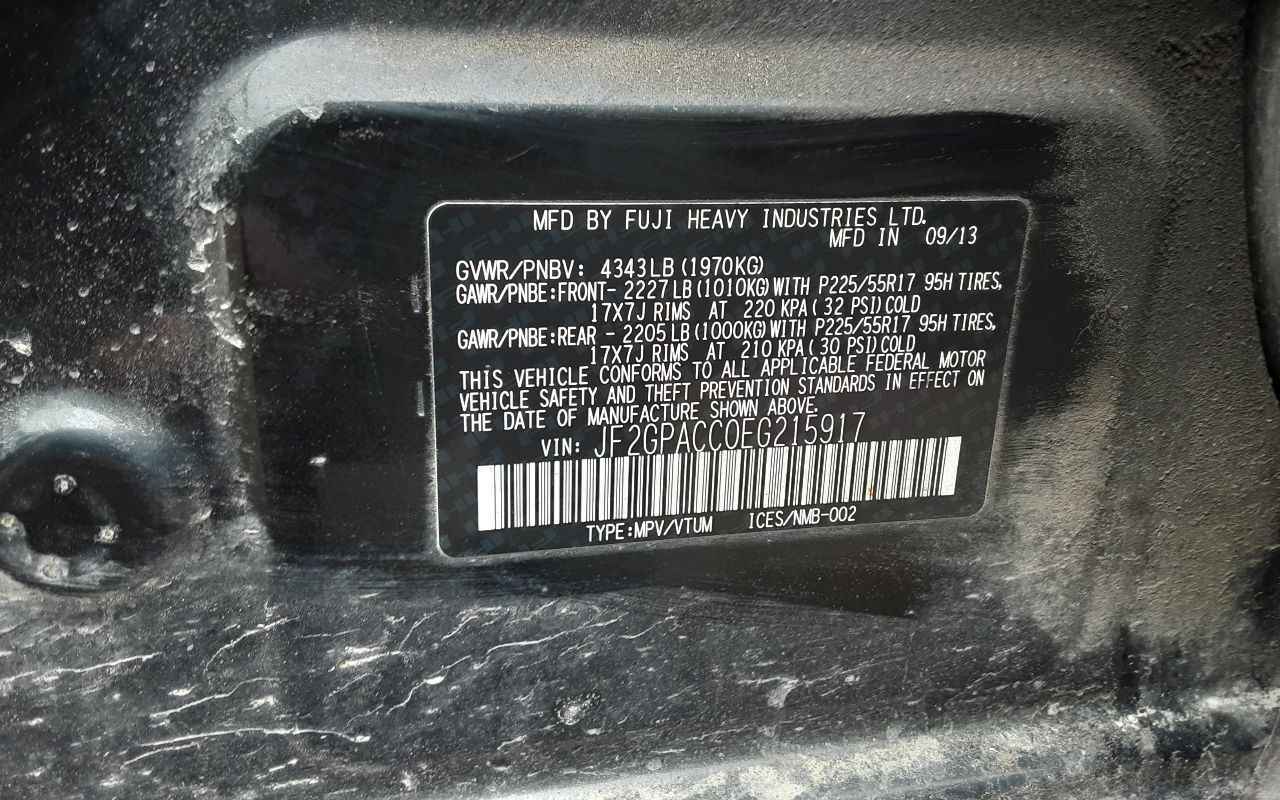 MFD BY FUJI HEAVY INDUSTRIES LTD.
MFD IN 09/13
GVWR/PNBV: 4343LB (1970KG)
GAWR/PNBE:FRONT- 2227LB (1010KG) WITH P225/55R17 95H TIRES,
17X7J RIMS AT 220 KPA ( 32 PSI) COLD
GAWR/PNBE:REAR - 2205LB (1000KG) WITH P225/55R17 95H TIRES,
17X7J RIMS AT 210 KPA ( 30 PSI) COLD
THIS VEHICLE CONFORMS TO ALL APPLICABLE FEDERAL MOTOR
VEHICLE SAFETY AND THEFT PREVENTION STANDARDS IN EFFECT ON
THE DATE OF MANUFACTURE SHOWN ABOVE.
VIN: JF2GPACC0EG215917
TYPE:MPV/VTUM ICES/NMB-002